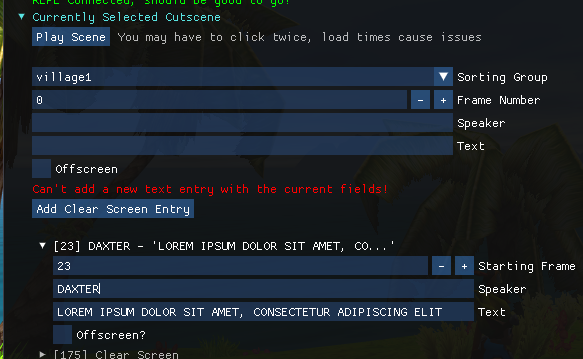 REPL Connected, should be good to go!
Currently Selected Cutscene
Play Scene You may have to click twice, load times cause issues
village1 Sorting Group
0 - + Frame Number
Speaker
Text
Offscreen
Can't add a new text entry with the current fields!
Add Clear Screen Entry
[23] DAXTER - 'LOREM IPSUM DOLOR SIT AMET, CO...'
23 - + Starting Frame
DAXTER Speaker
LOREM IPSUM DOLOR SIT AMET, CONSECTETUR ADIPISCING ELIT Text
Offscreen?
[175] Clear Screen